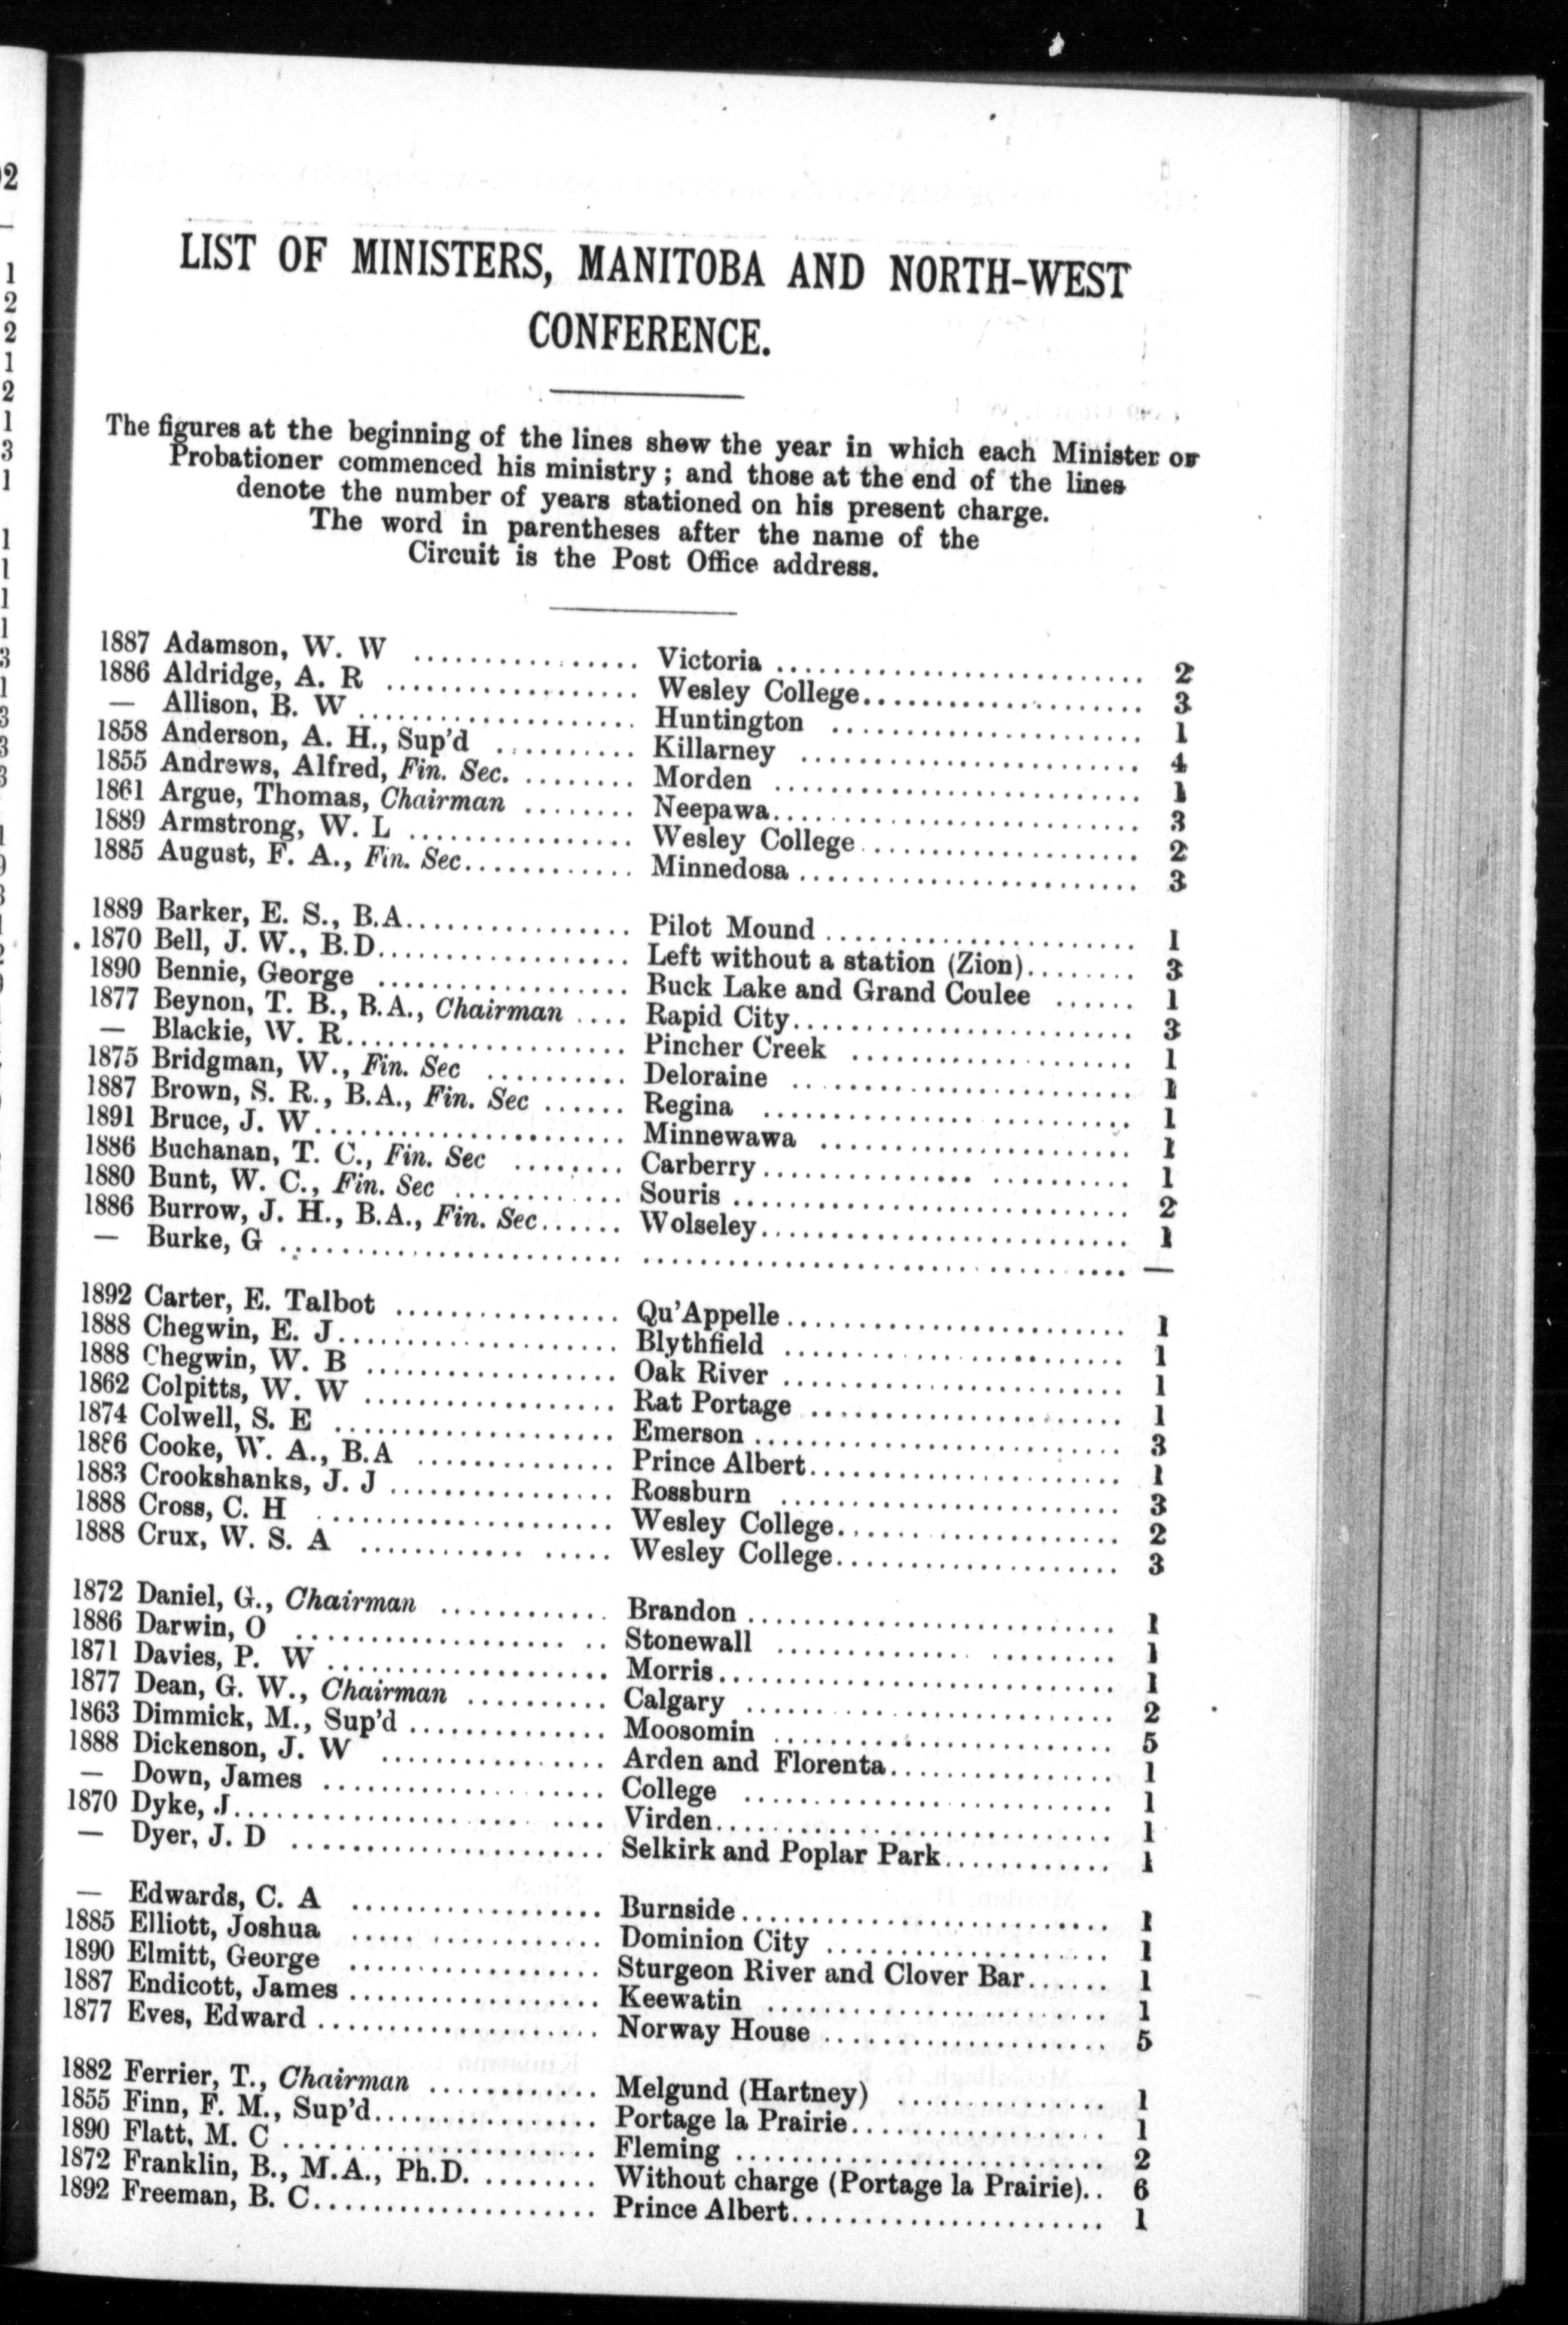 LIST OF MINISTERS, MANITOBA AND NORTH-WEST
CONFERENCE.
The figures at the beginning of the lines show the year in which each Minister or
Probationer commenced his ministry; and those at the end of the lines
denote the number of years stationed on his present charge.
The word in parentheses after the name of the
Circuit is the Post Office address.
1887 Adamson, W. W ................. Victoria .......................... 2
1886 Aldridge, A. R ................... Wesley College.................... 3
— Allison, B. W ..................... Huntington ...................... 1
1858 Anderson, A. H., Sup'd .......... Killarney ........................ 4
1855 Andrews, Alfred, Fin. Sec. ........ Morden .......................... 1
1861 Argue, Thomas, Chairman ........ Neepawa.......................... 3
1889 Armstrong, W. L ................ Wesley College.................... 2
1885 August, F. A., Fin. Sec............ Minnedosa ........................ 3
1889 Barker, E. S., B.A................. Pilot Mound ...................... 1
1870 Bell, J. W., B.D................... Left without a station (Zion)........ 3
1890 Bennie, George .................. Buck Lake and Grand Coulee ...... 1
1877 Beynon, T. B., B.A., Chairman .... Rapid City........................ 3
— Blackie, W. R.................... Pincher Creek .................... 1
1875 Bridgman, W., Fin. Sec .......... Deloraine ........................ 1
1887 Brown, S. R., B.A., Fin. Sec ...... Regina .......................... 1
1891 Bruce, J. W...................... Minnewawa ...................... 1
1886 Buchanan, T. C., Fin. Sec ........ Carberry.......................... 1
1880 Bunt, W. C., Fin. Sec ............ Souris ............................ 2
1886 Burrow, J. H., B.A., Fin. Sec...... Wolseley.......................... 1
— Burke, G ........................ .................................. —
1892 Carter, E. Talbot ................ Qu'Appelle........................ 1
1888 Chegwin, E. J.................... Blythfield ........................ 1
1888 Chegwin, W. B .................. Oak River ........................ 1
1862 Colpitts, W. W .................. Rat Portage ...................... 1
1874 Colwell, S. E .................... Emerson .......................... 3
1886 Cooke, W. A., B.A .............. Prince Albert...................... 1
1883 Crookshanks, J. J ................ Rossburn ........................ 3
1888 Cross, C. H ..................... Wesley College.................... 2
1888 Crux, W. S. A ................... Wesley College.................... 3
1872 Daniel, G., Chairman ............ Brandon .......................... 1
1886 Darwin, O ...................... Stonewall ........................ 1
1871 Davies, P. W .................... Morris............................ 1
1877 Dean, G. W., Chairman .......... Calgary .......................... 2
1863 Dimmick, M., Sup'd .............. Moosomin ........................ 5
1888 Dickenson, J. W ................ Arden and Florenta................ 1
— Down, James .................... College .......................... 1
1870 Dyke, J.......................... Virden............................ 1
— Dyer, J. D ...................... Selkirk and Poplar Park............ 1
— Edwards, C. A .................. Burnside.......................... 1
1885 Elliott, Joshua .................. Dominion City .................... 1
1890 Elmitt, George .................. Sturgeon River and Clover Bar...... 1
1887 Endicott, James .................. Keewatin ........................ 1
1877 Eves, Edward .................... Norway House .................... 5
1882 Ferrier, T., Chairman ............ Melgund (Hartney) ............... 1
1855 Finn, F. M., Sup'd................ Portage la Prairie.................. 1
1890 Flatt, M. C ...................... Fleming .......................... 2
1872 Franklin, B., M.A., Ph.D. ......... Without charge (Portage la Prairie).. 6
1892 Freeman, B. C.................... Prince Albert...................... 1